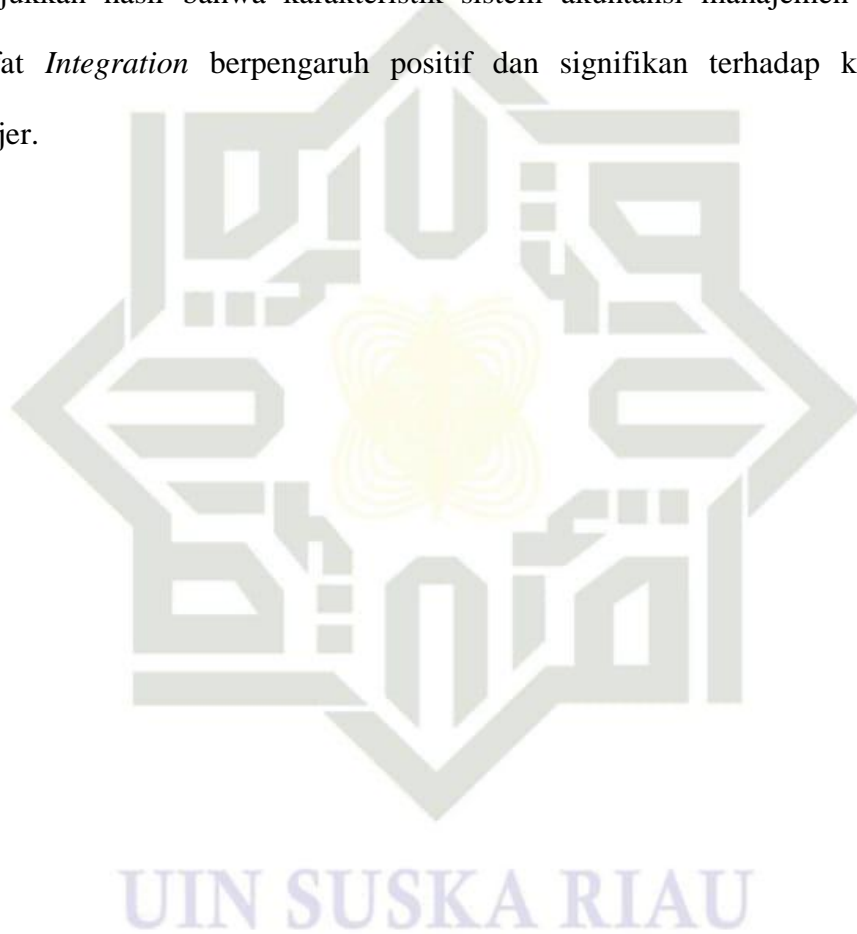 jukkan hasil bahwa karakteristik sistem akuntansi manajemen
fat Integration berpengaruh positif dan signifikan terhadap k
jer.
UIN SUSKA RIAU